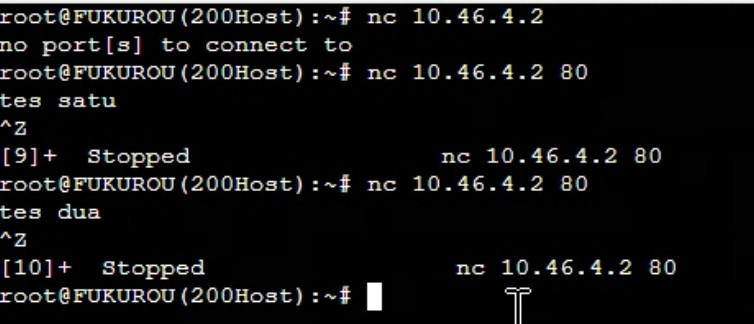 root@FUKUROU(200Host):~# nc 10.46.4.2
no port[s] to connect to
root@FUKUROU(200Host):~# nc 10.46.4.2 80
tes satu
^Z
[9]+  Stopped                 nc 10.46.4.2 80
root@FUKUROU(200Host):~# nc 10.46.4.2 80
tes dua
^Z
[10]+  Stopped                 nc 10.46.4.2 80
root@FUKUROU(200Host):~#